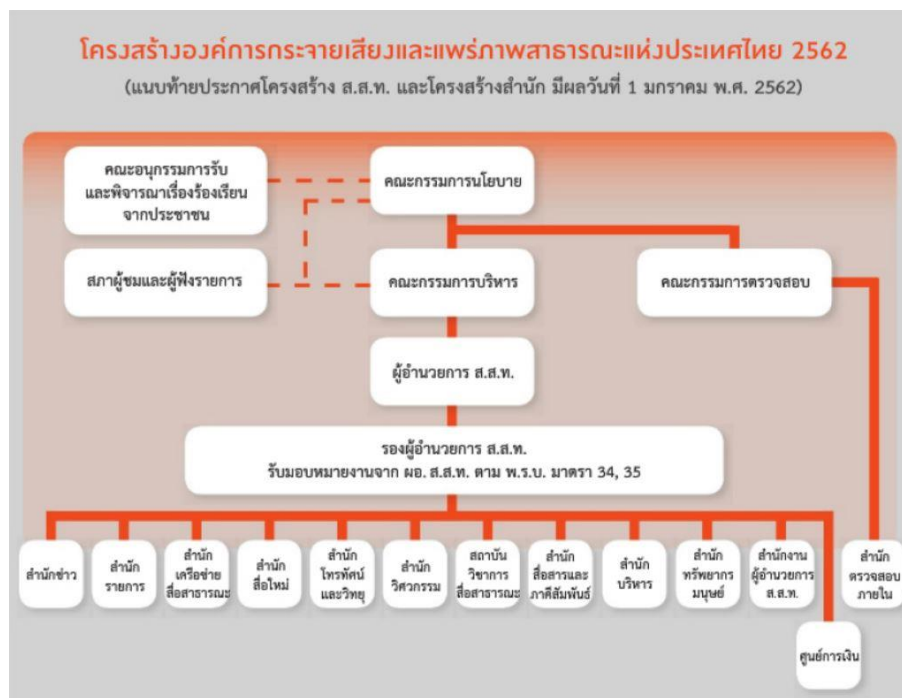 โครงสร้างองค์การกระจายเสียงและแพร่ภาพสาธารณะแห่งประเทศไทย 2562
(แนบท้ายประกาศโครงสร้าง ส.ส.ท. และโครงสร้างสำนัก มีผลวันที่ 1 มกราคม พ.ศ. 2562)
คณะอนุกรรมการรับ
และพิจารณาเรื่องร้องเรียน
จากประชาชน
คณะกรรมการนโยบาย
สภาผู้ชมและผู้ฟังรายการ
คณะกรรมการบริหาร
คณะกรรมการตรวจสอบ
ผู้อำนวยการ ส.ส.ท.
รองผู้อำนวยการ ส.ส.ท.
รับมอบหมายงานจาก ผอ. ส.ส.ท. ตาม พ.ร.บ. มาตรา 34, 35
สำนักข่าว
สำนัก
รายการ
สำนัก
เครือข่าย
สื่อสาธารณะ
สำนัก
สื่อใหม่
สำนัก
โทรทัศน์
และวิทยุ
สำนัก
วิศวกรรม
สถาบัน
วิชาการ
สื่อสาธารณะ
สำนัก
สื่อสารและ
ภาคีสัมพันธ์
สำนัก
บริหาร
สำนัก
ทรัพยากร
มนุษย์
สำนักงาน
ผู้อำนวยการ
ส.ส.ท.
สำนัก
ตรวจสอบ
ภายใน
ศูนย์การเงิน